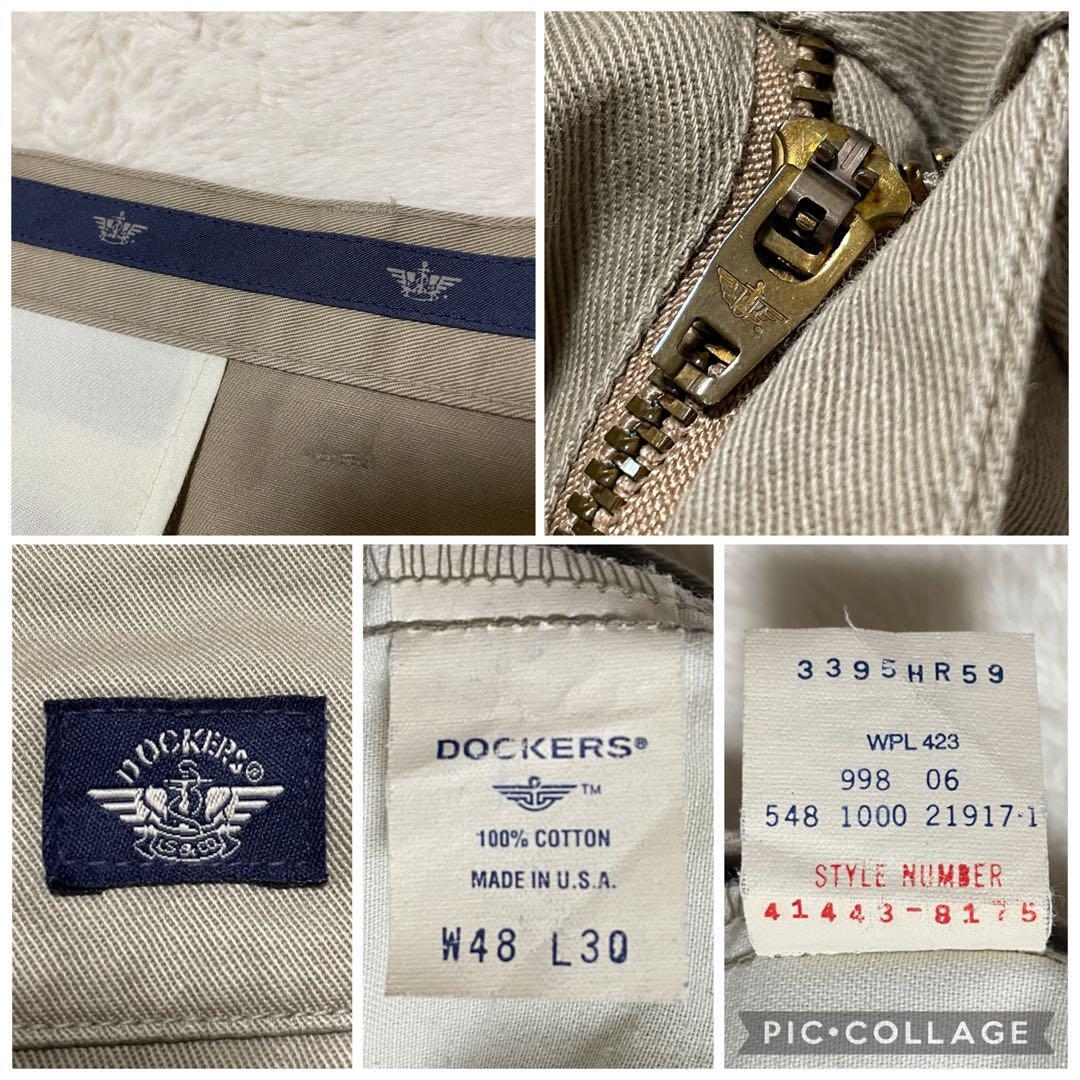 DOCKERS®
S.&CO
DOCKERS®
TM
100% COTTON
MADE IN U.S.A.
W48 L30
3395HR59
WPL 423
998 06
548 1000 21917-1
STYLE NUMBER
41443-8175
PIC•COLLAGE